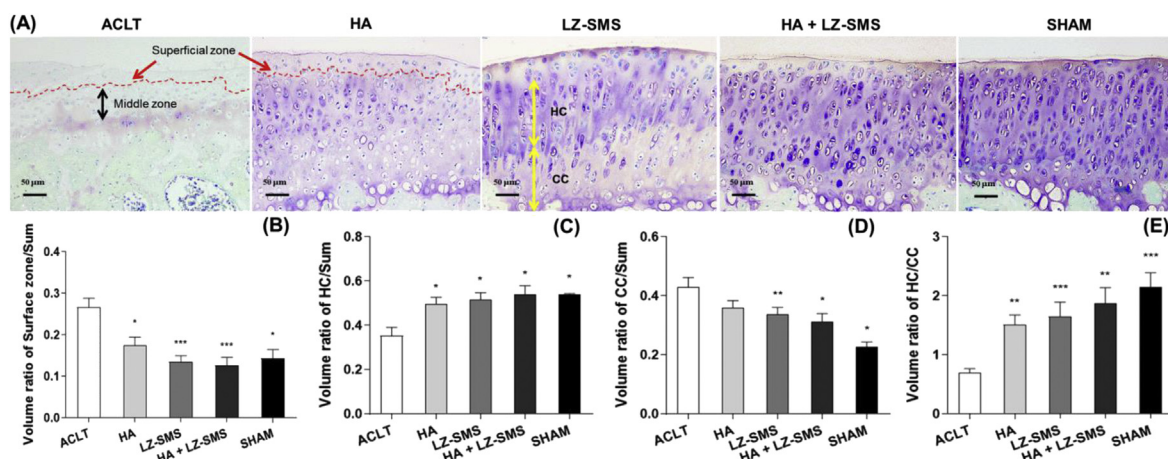 (A)
ACLT
HA
LZ-SMS
HA + LZ-SMS
SHAM
Superficial zone
Middle zone
HC
CC
50 μm
50 μm
50 μm
50 μm
50 μm
(B)
Volume ratio of Surface zone/Sum
0.4
0.3
0.2
0.1
0.0
*
***
***
*
ACLT
HA
LZ-SMS
HA + LZ-SMS
SHAM
(C)
Volume ratio of HC/Sum
0.8
0.6
0.4
0.2
0.0
*
*
*
*
ACLT
HA
LZ-SMS
HA + LZ-SMS
SHAM
(D)
Volume ratio of CC/Sum
0.6
0.4
0.2
0.0
**
*
*
ACLT
HA
LZ-SMS
HA + LZ-SMS
SHAM
(E)
Volume ratio of HC/CC
3
2
1
0
**
***
**
***
ACLT
HA
LZ-SMS
HA + LZ-SMS
SHAM